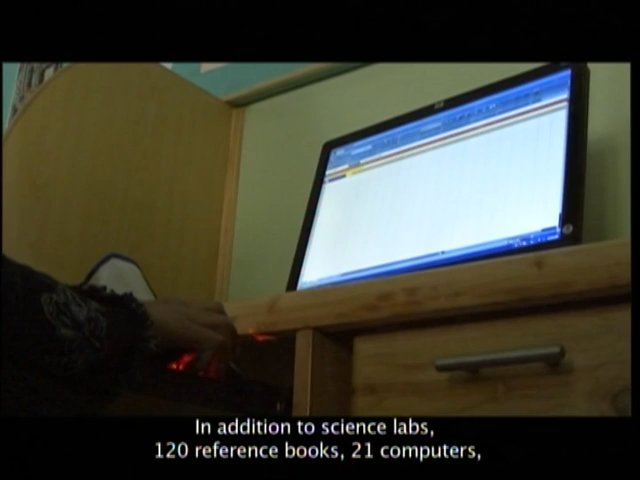 In addition to science labs,
120 reference books, 21 computers,